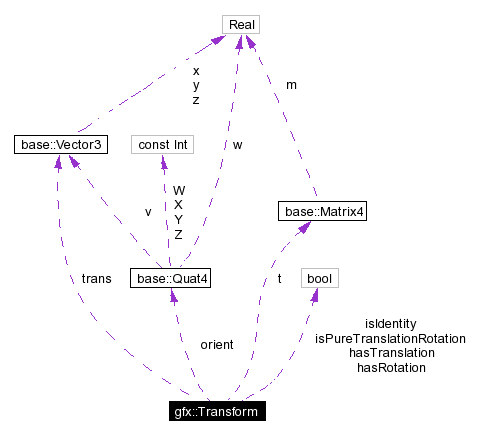 Real
x
y
z
m
base::Vector3
const Int
w
W
X
Y
Z
v
base::Matrix4
trans
base::Quat4
t
bool
orient
isIdentity
isPureTranslationRotation
hasTranslation
hasRotation
gfx::Transform